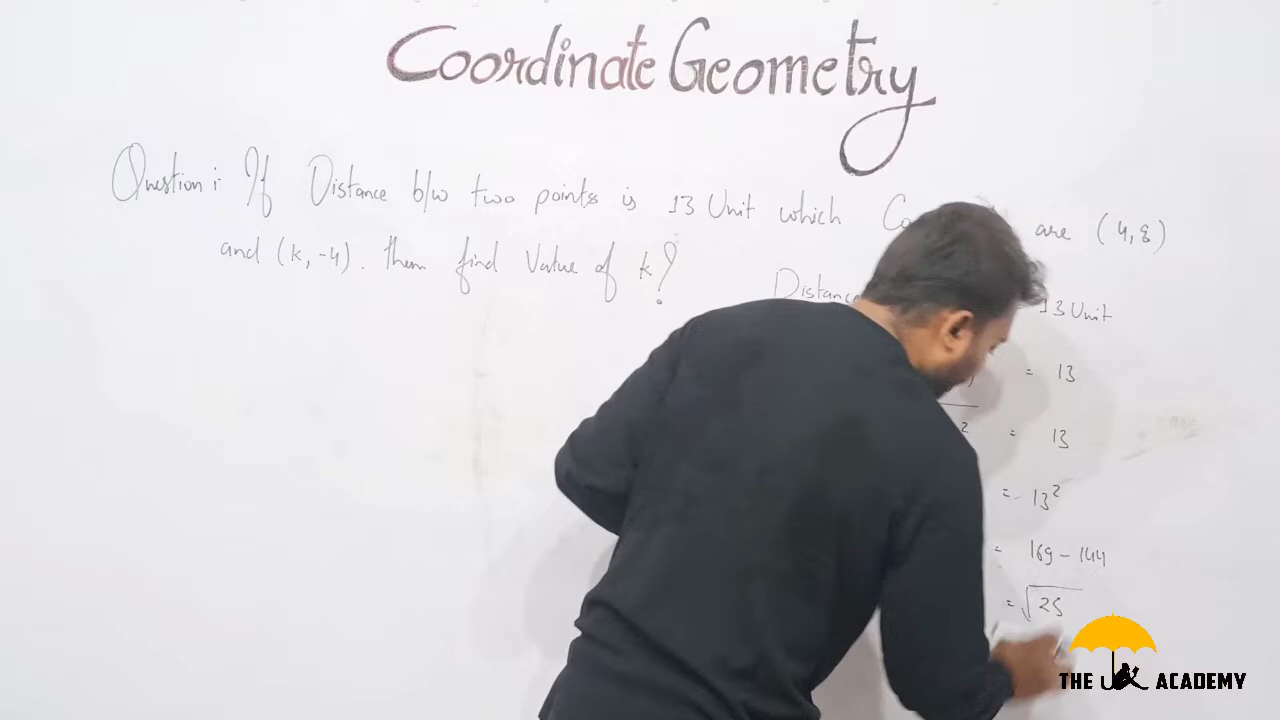 Coordinate Geometry
Question:- If Distance b/w two points is 13 Unit which Co are (4,8)
and (k,-4). then find Value of k?
Distance 13 Unit
= 13
2 = 13
= 13²
= 169 - 144
= √25
THE ACADEMY